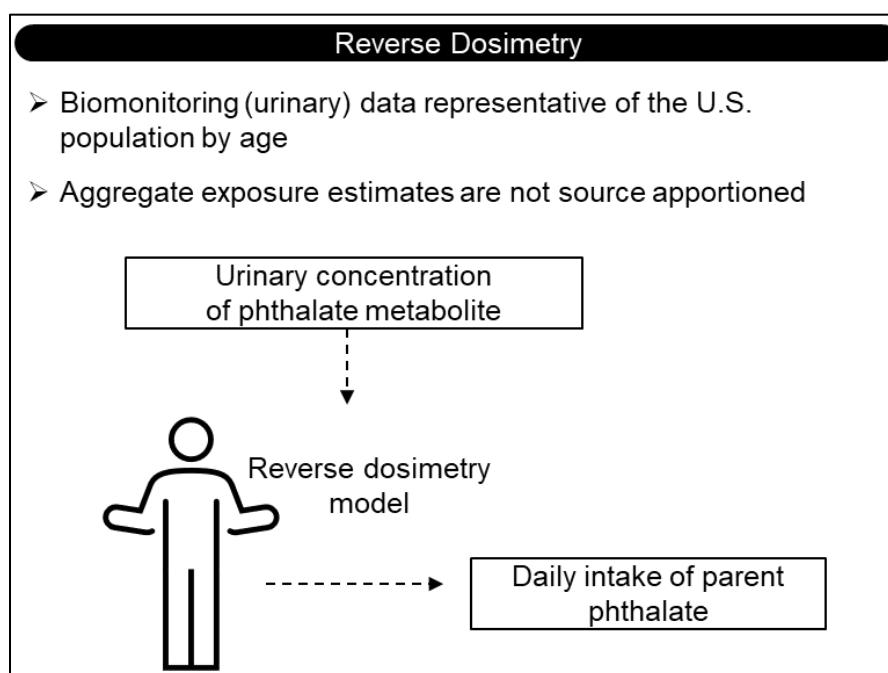 Reverse Dosimetry
➢ Biomonitoring (urinary) data representative of the U.S.
population by age
➢ Aggregate exposure estimates are not source apportioned
Urinary concentration
of phthalate metabolite
Reverse dosimetry
model
Daily intake of parent
phthalate